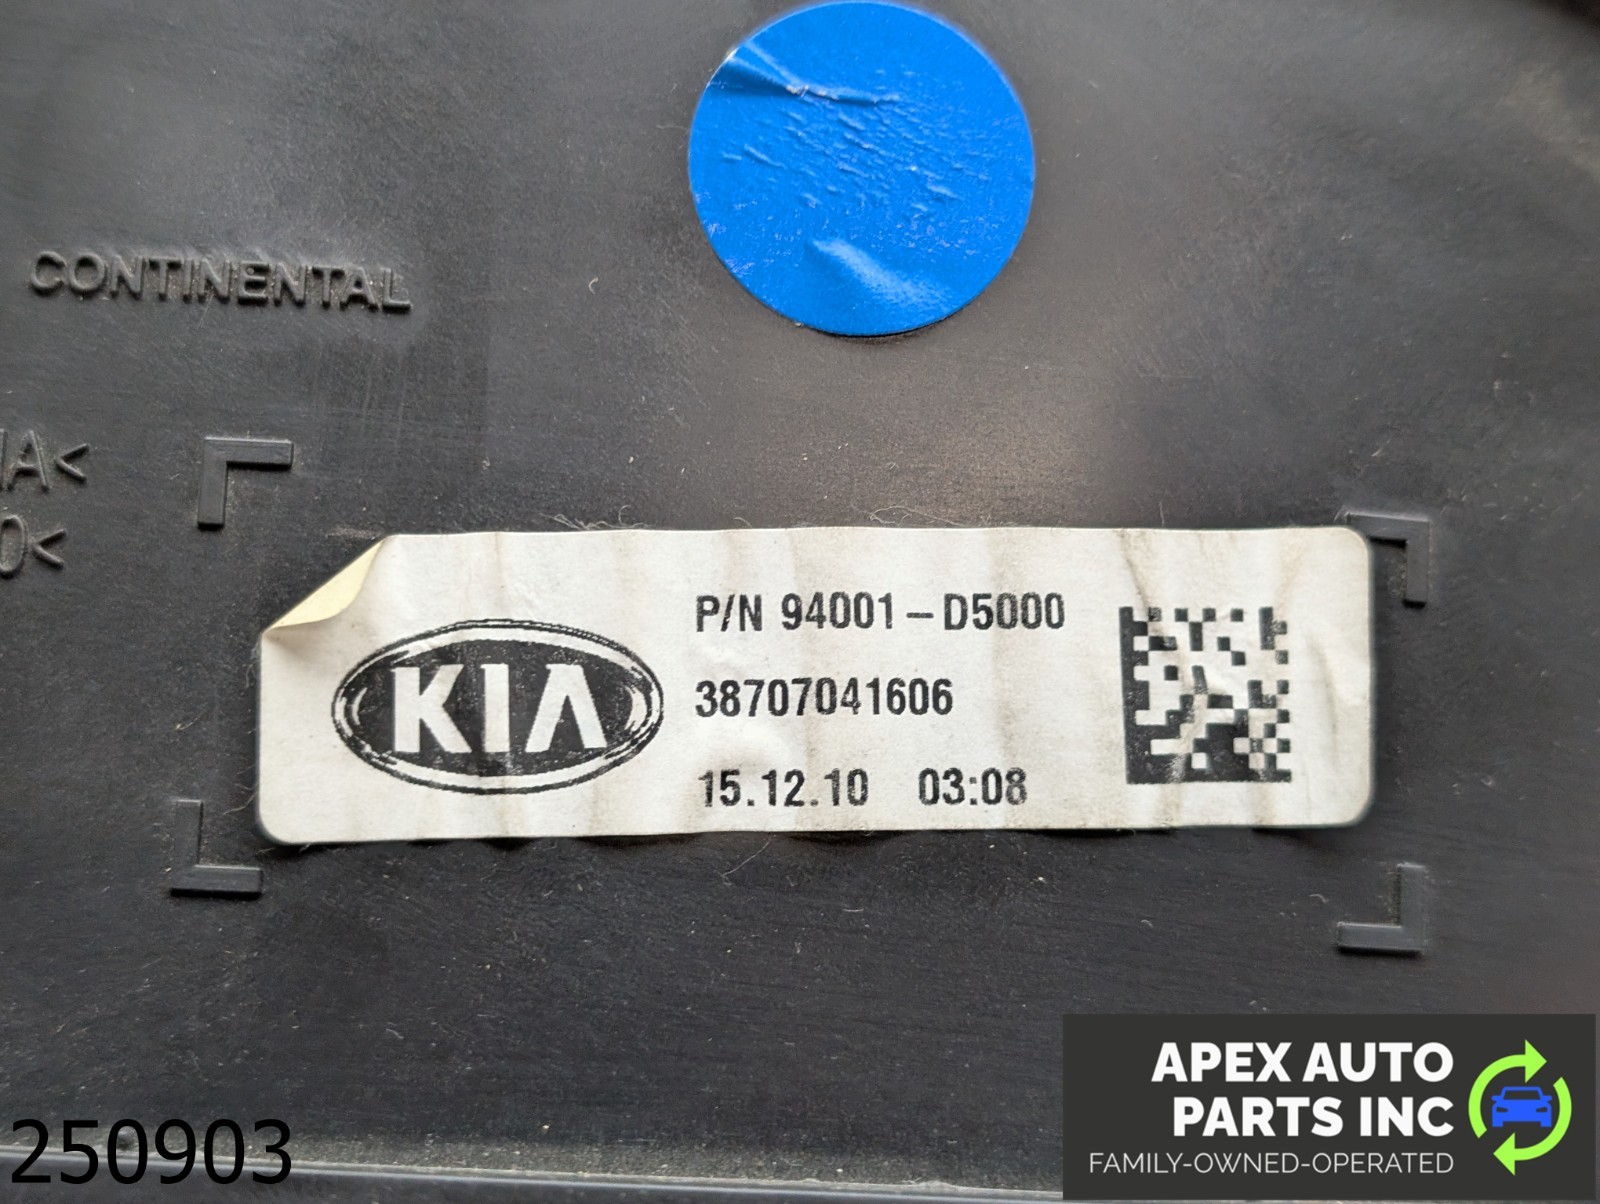 CONTINENTAL
P/N 94001-D5000
KIA
38707041606
15.12.10 03:08
250903
APEX AUTO
PARTS INC
FAMILY-OWNED-OPERATED